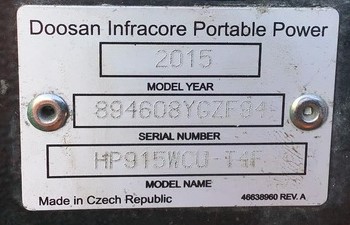 Doosan Infracore Portable Power
2015
MODEL YEAR
SERIAL NUMBER
HP915WCU-T4F
MODEL NAME
Made in Czech Republic 46638960 REV. A